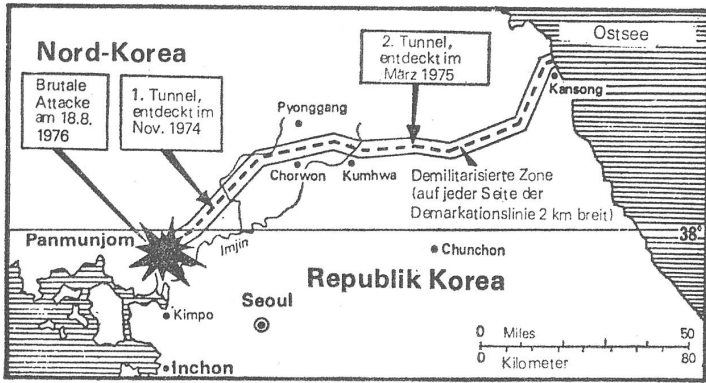 Nord-Korea
Brutale
Attacke
am 18.8.
1976
1. Tunnel,
entdeckt im
Nov. 1974
2. Tunnel,
entdeckt im
März 1975
Ostsee
Kansong
Pyonggang
Chorwon
Kumhwa
Demilitarisierte Zone
(auf jeder Seite der
Demarkationslinie 2 km breit)
Panmunjom
Imjin
38°
Chunchon
Republik Korea
Seoul
Kimpo
Inchon
0 Miles 50
0 Kilometer 80